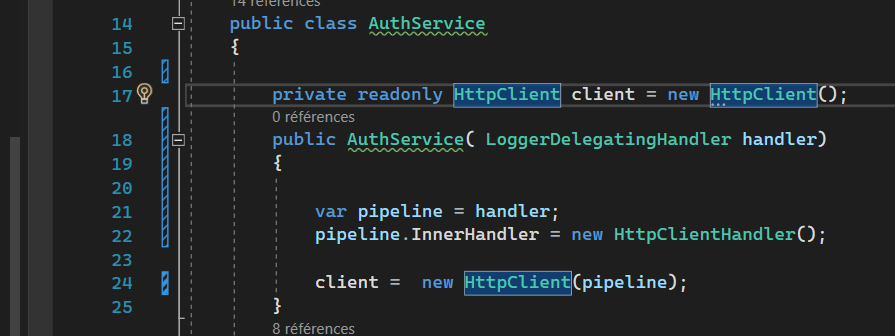 14 références
14 public class AuthService
15 {
16
17 private readonly HttpClient client = new HttpClient();
0 références
18 public AuthService( LoggerDelegatingHandler handler)
19 {
20
21 var pipeline = handler;
22 pipeline.InnerHandler = new HttpClientHandler();
23
24 client =  new HttpClient(pipeline);
25 }
8 références